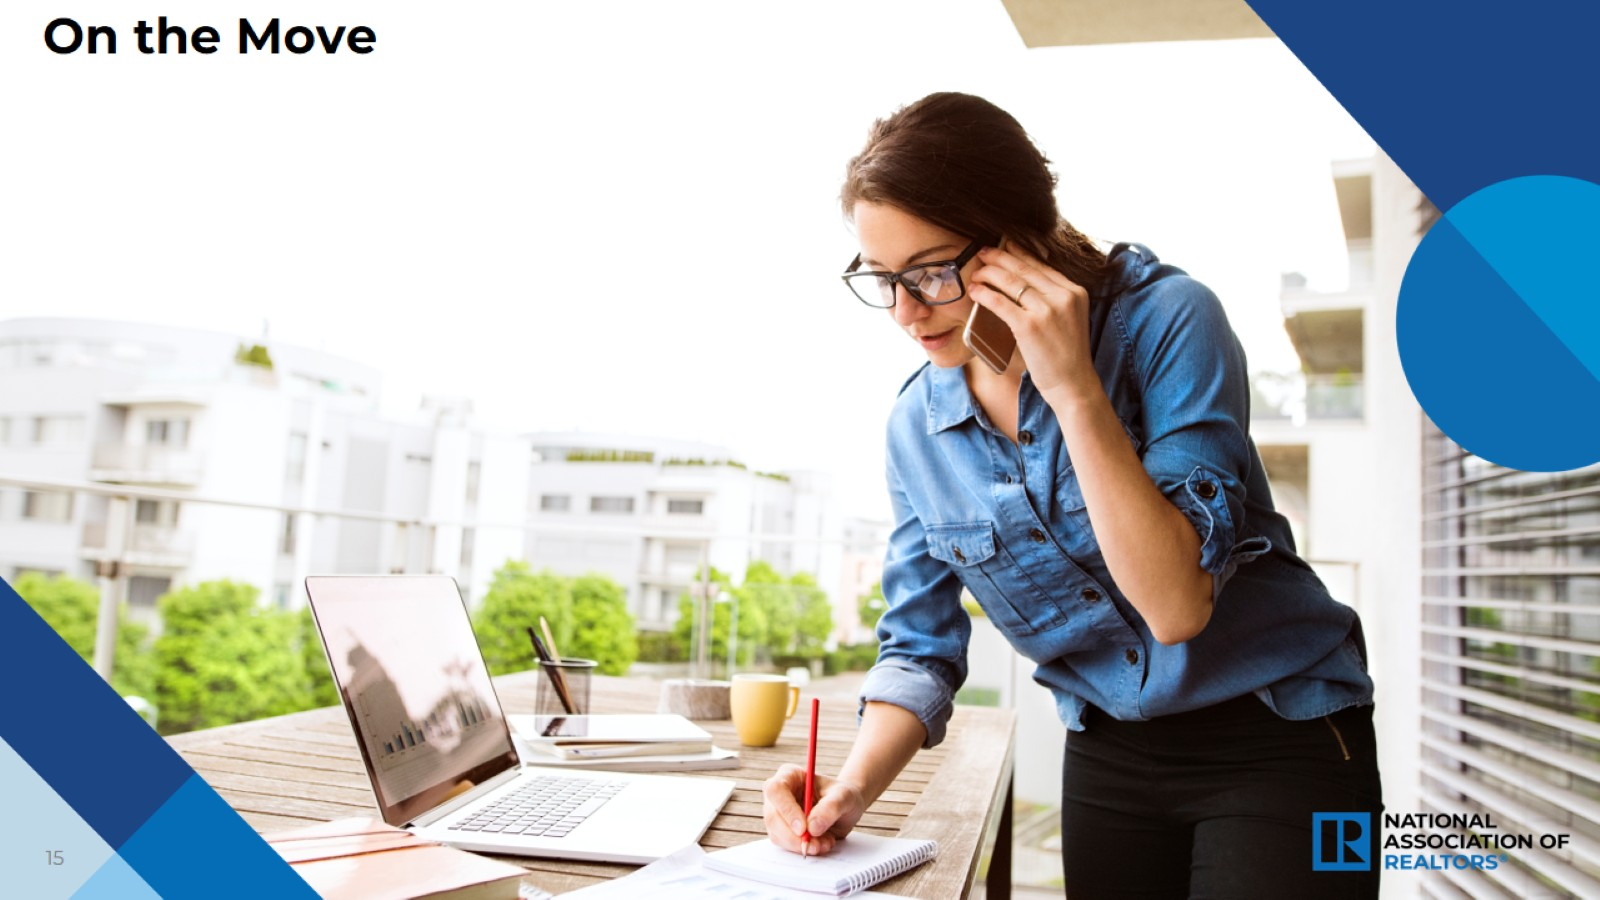 On the Move
15
NATIONAL
ASSOCIATION OF
REALTORS®